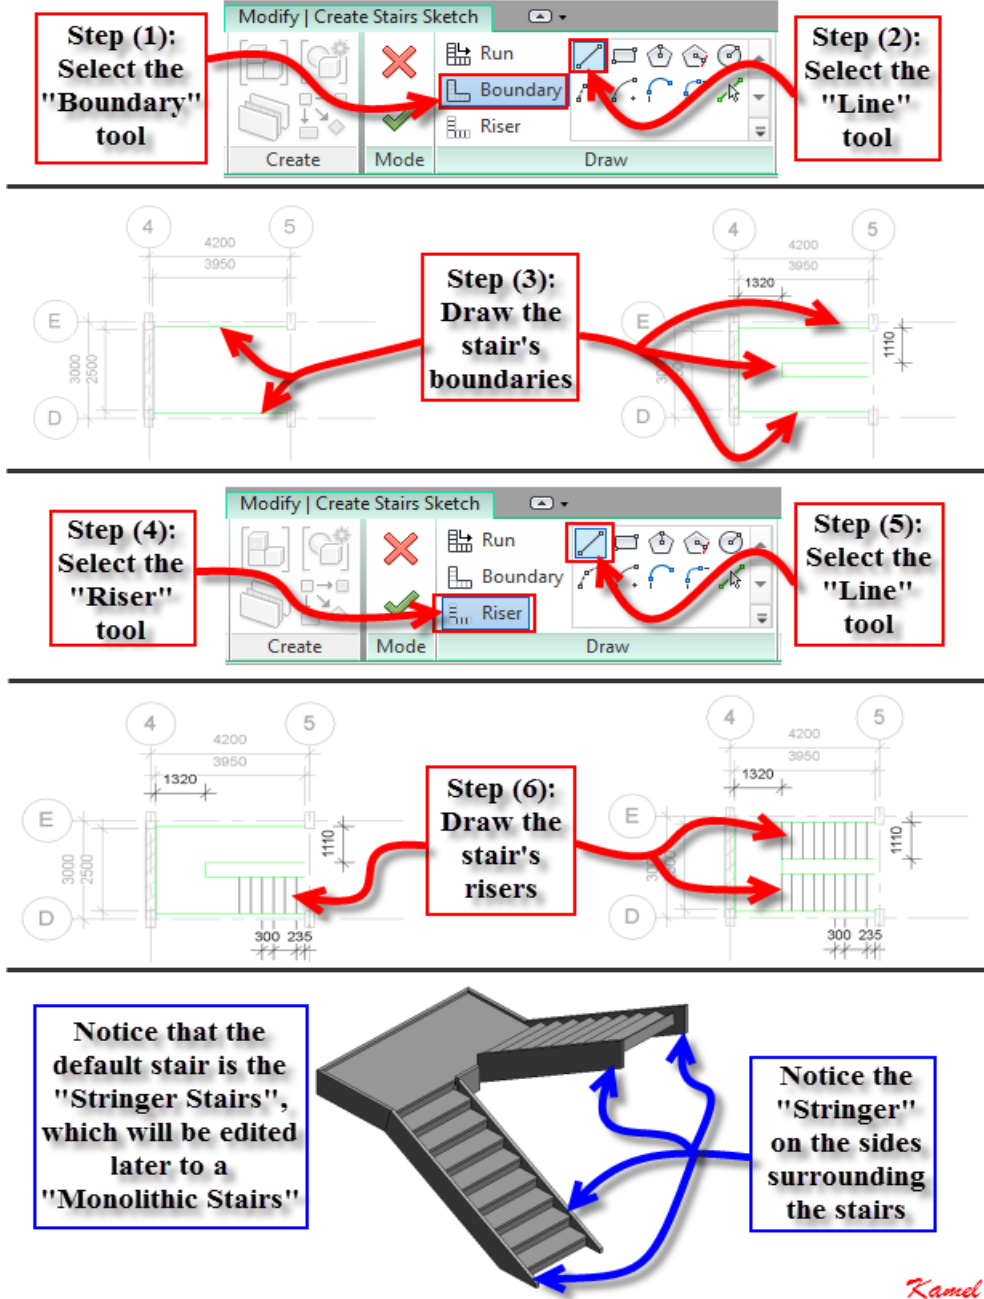 Modify | Create Stairs Sketch
Step (1):
Select the
"Boundary"
tool
Run
Boundary
Riser
Create
Mode
Draw
Step (2):
Select the
"Line"
tool
4
5
4200
3950
E
D
3000
2500
Step (3):
Draw the
stair's
boundaries
4
5
4200
3950
1320
E
D
1110
3000
Modify | Create Stairs Sketch
Step (4):
Select the
"Riser"
tool
Run
Boundary
Riser
Create
Mode
Draw
Step (5):
Select the
"Line"
tool
4
5
4200
3950
1320
E
D
3000
2500
1110
300
235
Step (6):
Draw the
stair's
risers
4
5
4200
3950
1320
E
D
1110
300
235
Notice that the
default stair is the
"Stringer Stairs",
which will be edited
later to a
"Monolithic Stairs"
Notice the
"Stringer"
on the sides
surrounding
the stairs
Kamel